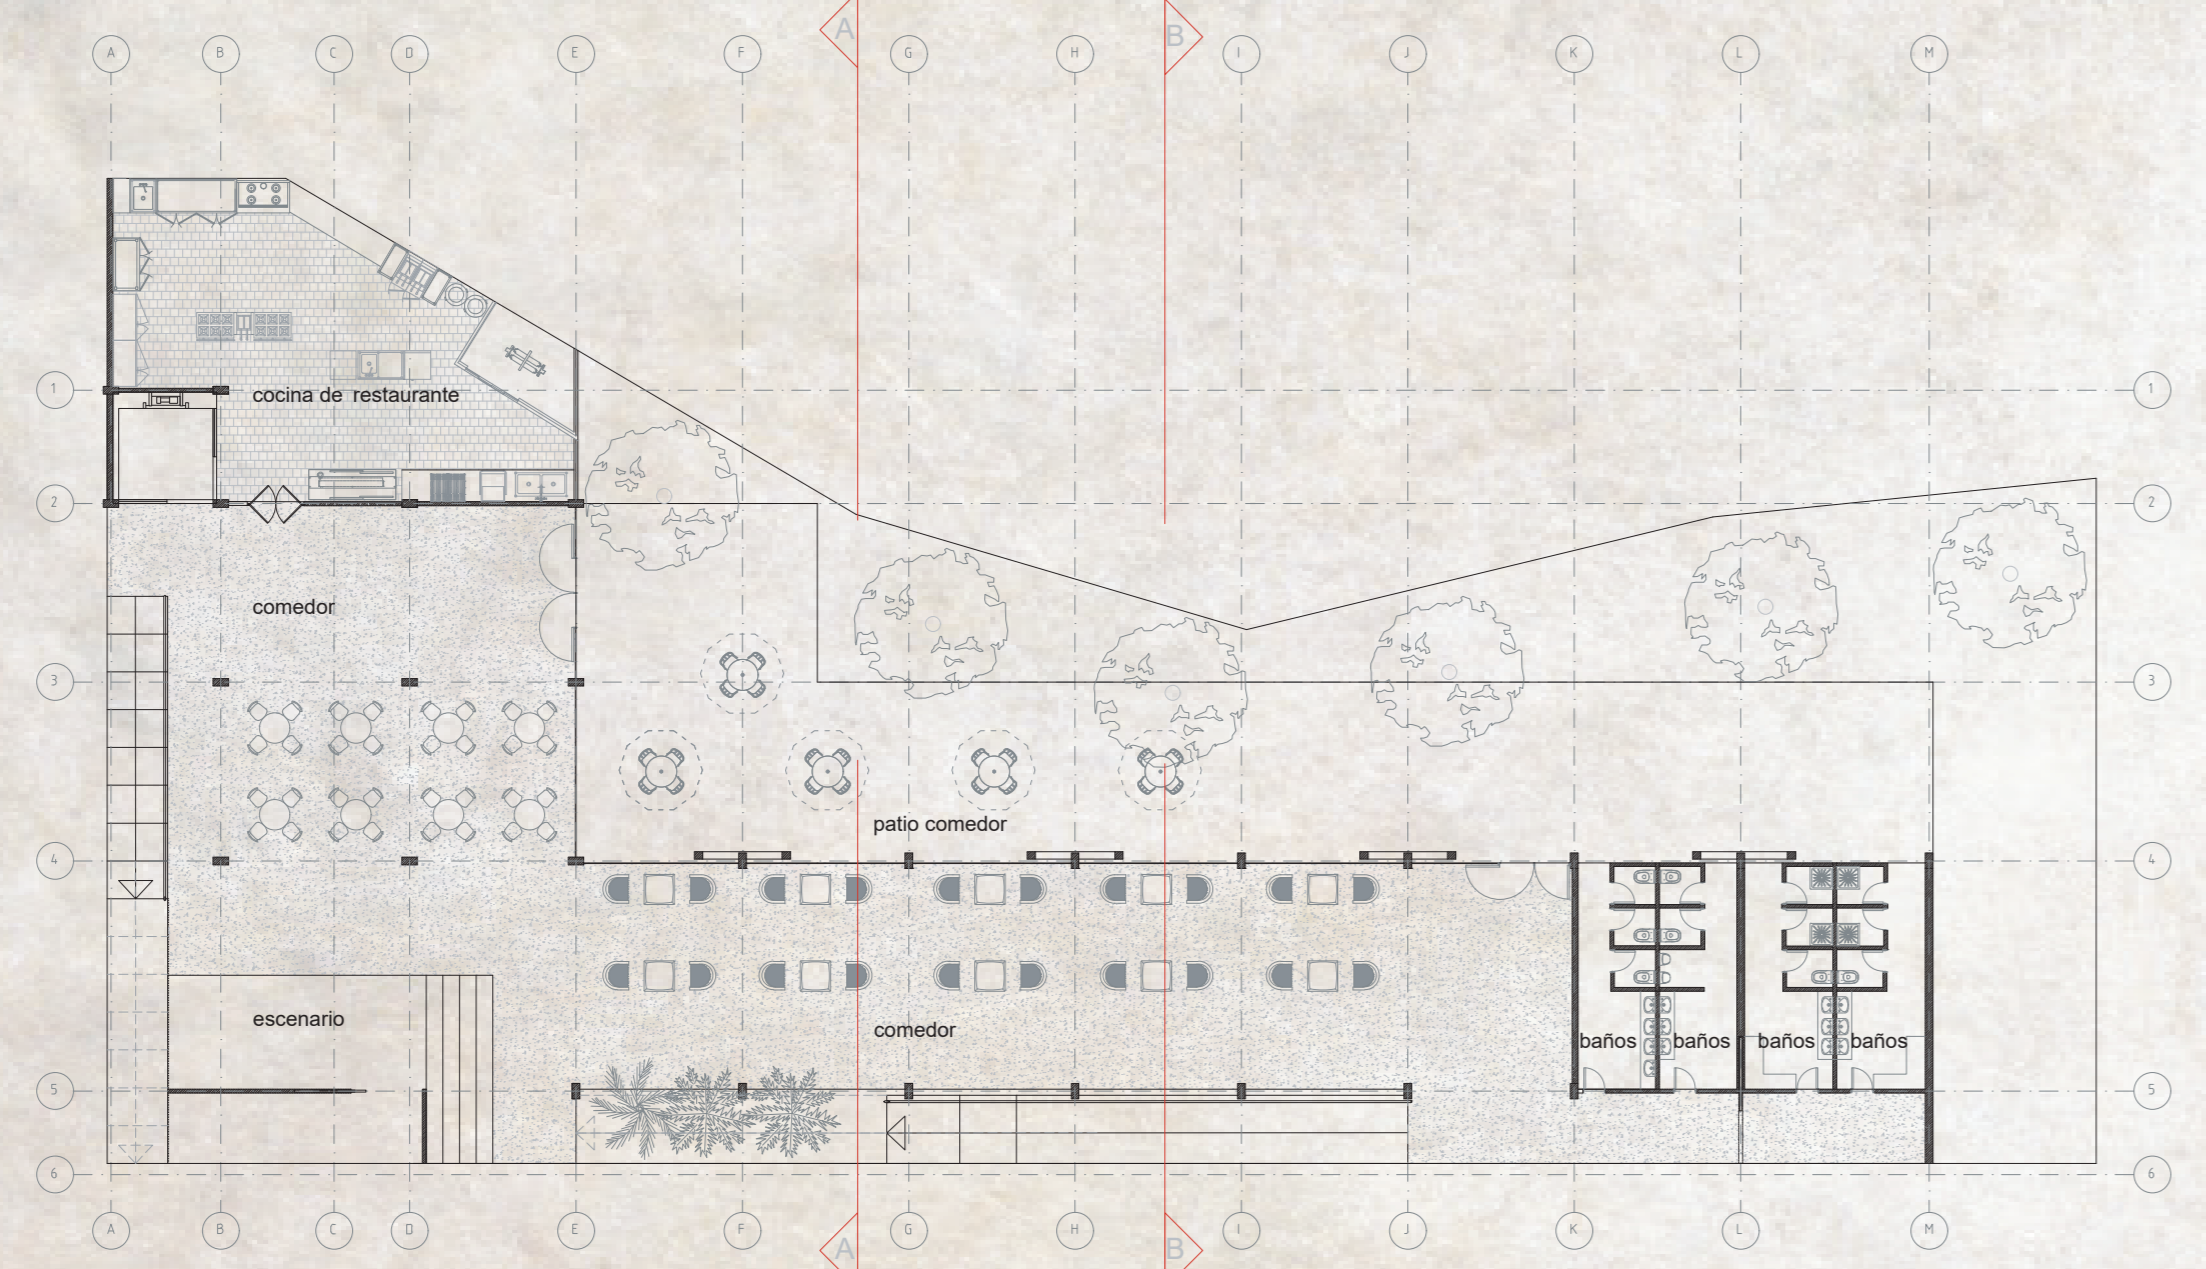 A B
A B C D E F G H I J K L M
1 1
cocina de restaurante
2 2
comedor
3 3
patio comedor
4 4
escenario
comedor
baños baños baños baños
5 5
6 6
A B C D E F G H I J K L M
A B